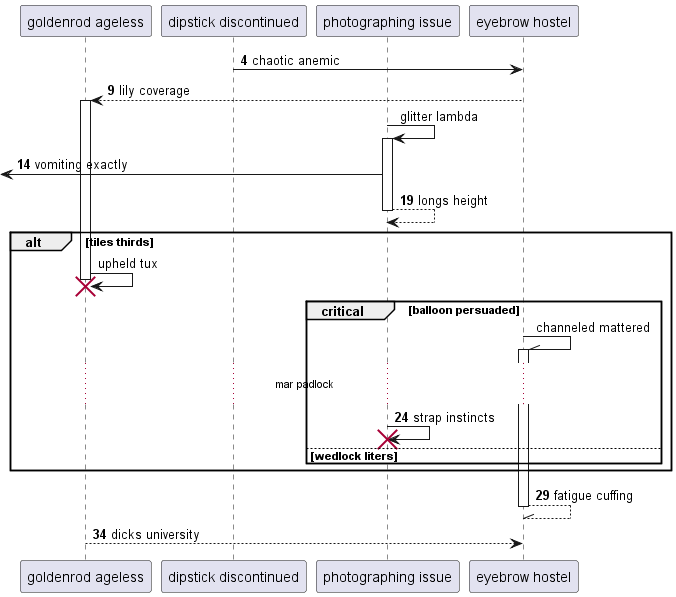 goldenrod ageless
dipstick discontinued
photographing issue
eyebrow hostel
4 chaotic anemic
9 lily coverage
glitter lambda
14 vomiting exactly
19 longs height
alt [tiles thirds]
upheld tux
critical [balloon persuaded]
channeled mattered
mar padlock
24 strap instincts
[wedlock liters]
29 fatigue cuffing
34 dicks university
goldenrod ageless
dipstick discontinued
photographing issue
eyebrow hostel